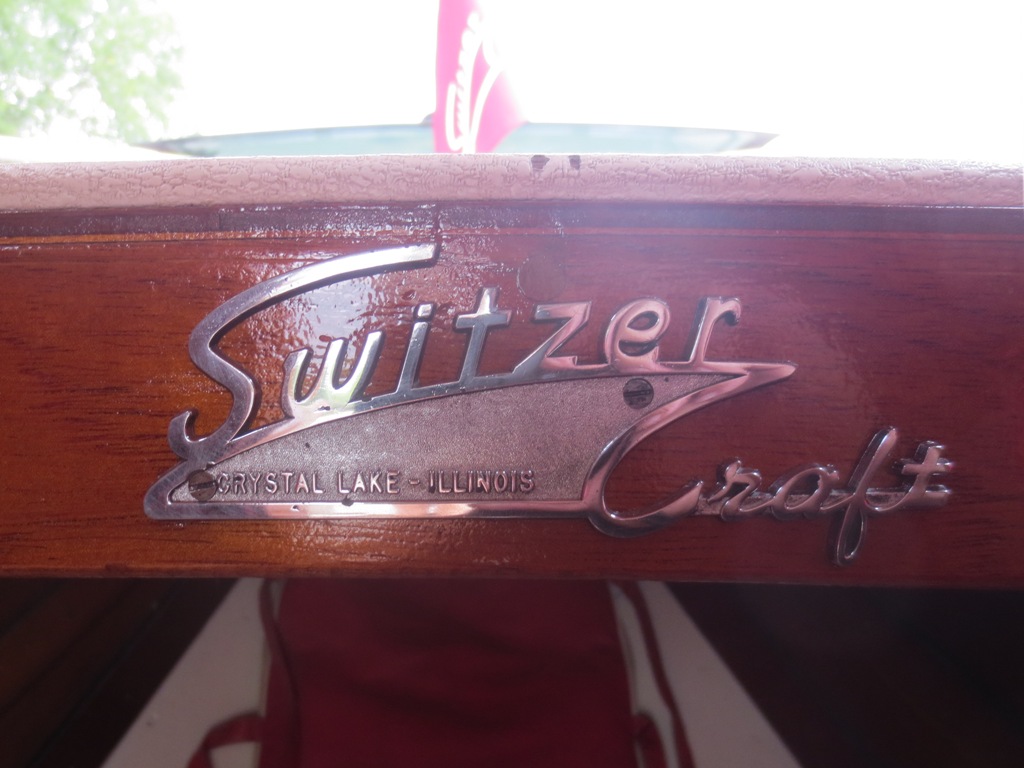 Switzer
CRYSTAL LAKE - ILLINOIS
Craft